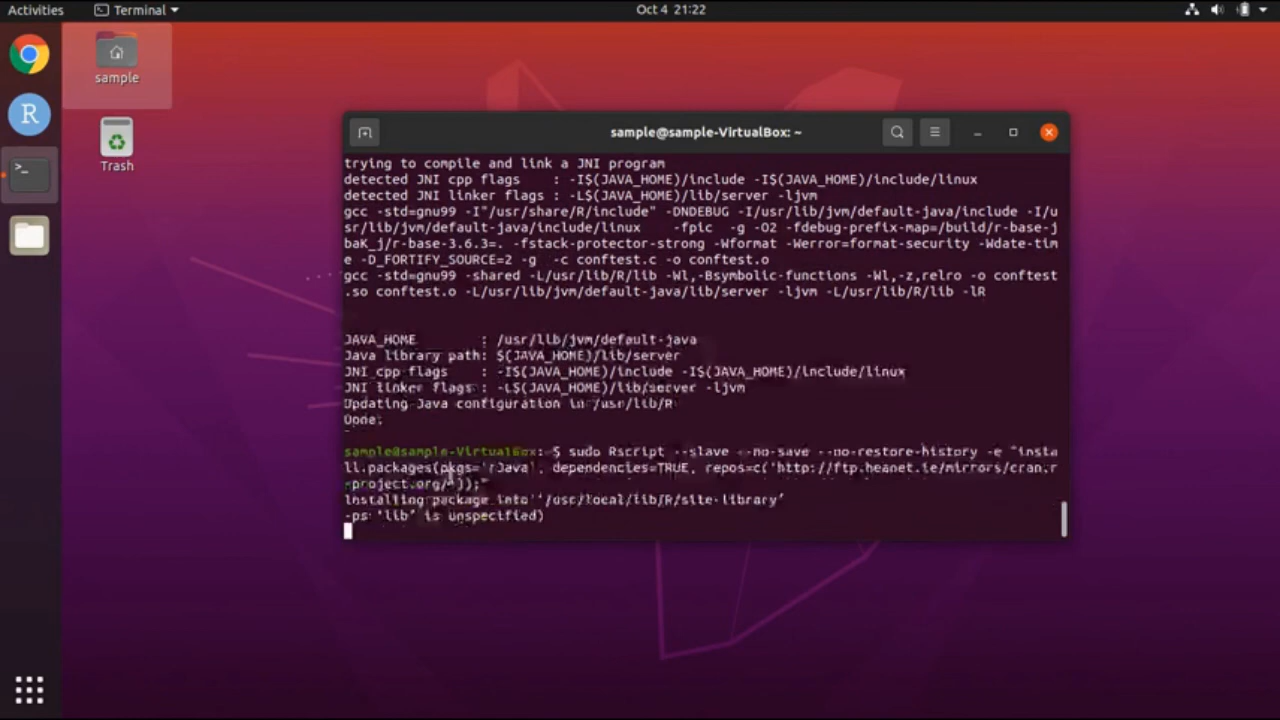 Activities
Terminal
Oct 4 21:22
sample
Trash
R
sample@sample-VirtualBox: ~
trying to compile and link a JNI program
detected JNI cpp flags    : -I$(JAVA_HOME)/include -I$(JAVA_HOME)/include/linux
detected JNI linker flags : -L$(JAVA_HOME)/lib/server -ljvm
gcc -std=gnu99 -I"/usr/share/R/include" -DNDEBUG -I/usr/lib/jvm/default-java/include -I/u
sr/lib/jvm/default-java/include/linux    -fpic  -g -O2 -fdebug-prefix-map=/build/r-base-j
baK_j/r-base-3.6.3=. -fstack-protector-strong -Wformat -Werror=format-security -Wdate-tim
e -D_FORTIFY_SOURCE=2 -g  -c conftest.c -o conftest.o
gcc -std=gnu99 -shared -L/usr/lib/R/lib -Wl,-Bsymbolic-functions -Wl,-z,relro -o conftest
.so conftest.o -L/usr/lib/jvm/default-java/lib/server -ljvm -L/usr/lib/R/lib -lR
JAVA_HOME        : /usr/lib/jvm/default-java
Java library path: $(JAVA_HOME)/lib/server
JNI cpp flags    : -I$(JAVA_HOME)/include -I$(JAVA_HOME)/include/linux
JNI linker flags : -L$(JAVA_HOME)/lib/server -ljvm
Updating Java configuration in /usr/lib/R
Done.
sample@sample-VirtualBox: $ sudo Rscript --slave --no-save --no-restore-history -e "insta
ll.packages(pkgs='rJava', dependencies=TRUE, repos=c('http://ftp.heanet.ie/mirrors/cran.r
-project.org/'));"
Installing package into ‘/usr/local/lib/R/site-library’
‘lib’ is unspecified)